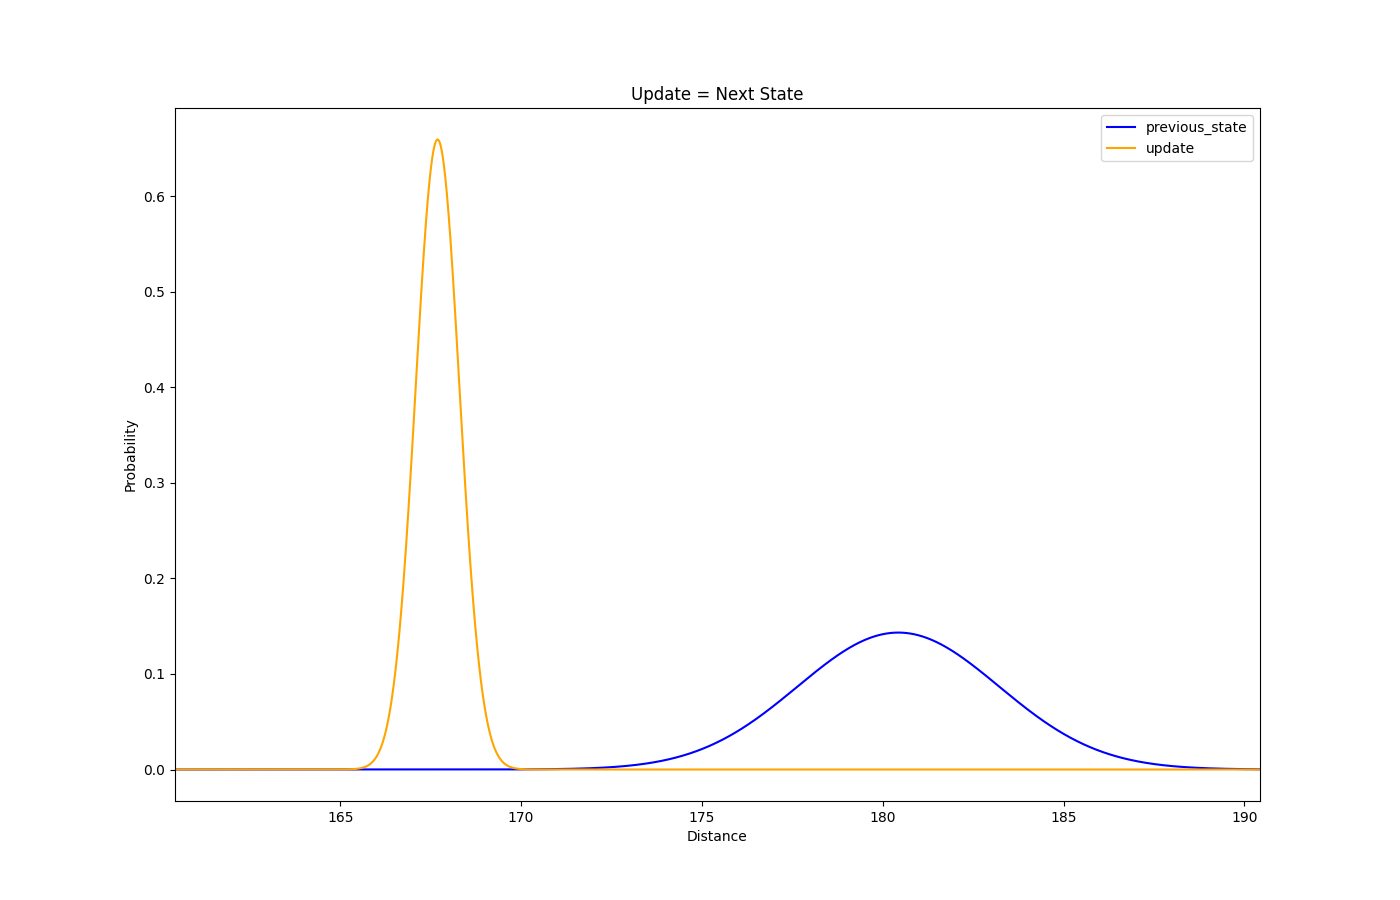 Update = Next State
previous_state
update
0.6
0.5
0.4
0.3
0.2
0.1
0.0
Probability
165
170
175
180
185
190
Distance